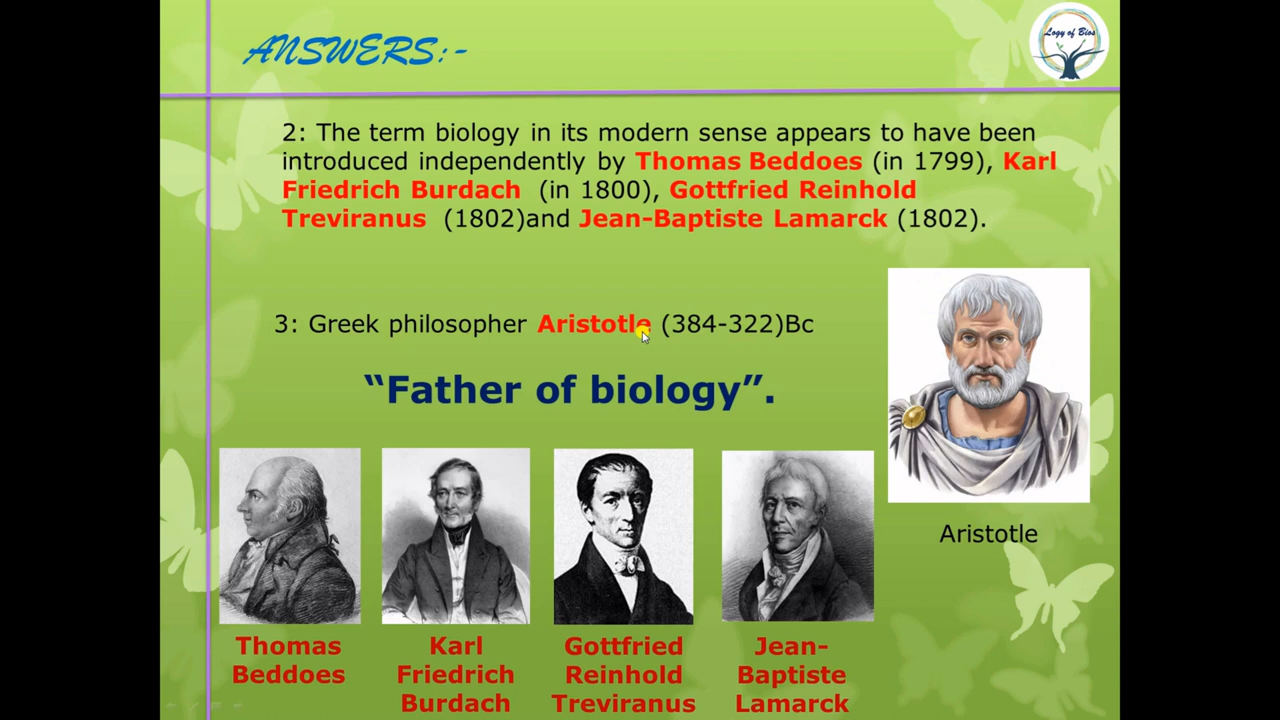 ANSWERS:-
Logy of Bios
2: The term biology in its modern sense appears to have been
introduced independently by Thomas Beddoes (in 1799), Karl
Friedrich Burdach (in 1800), Gottfried Reinhold
Treviranus (1802)and Jean-Baptiste Lamarck (1802).
3: Greek philosopher Aristotle (384-322)Bc
“Father of biology”.
Aristotle
Thomas
Beddoes
Karl
Friedrich
Burdach
Gottfried
Reinhold
Treviranus
Jean-
Baptiste
Lamarck